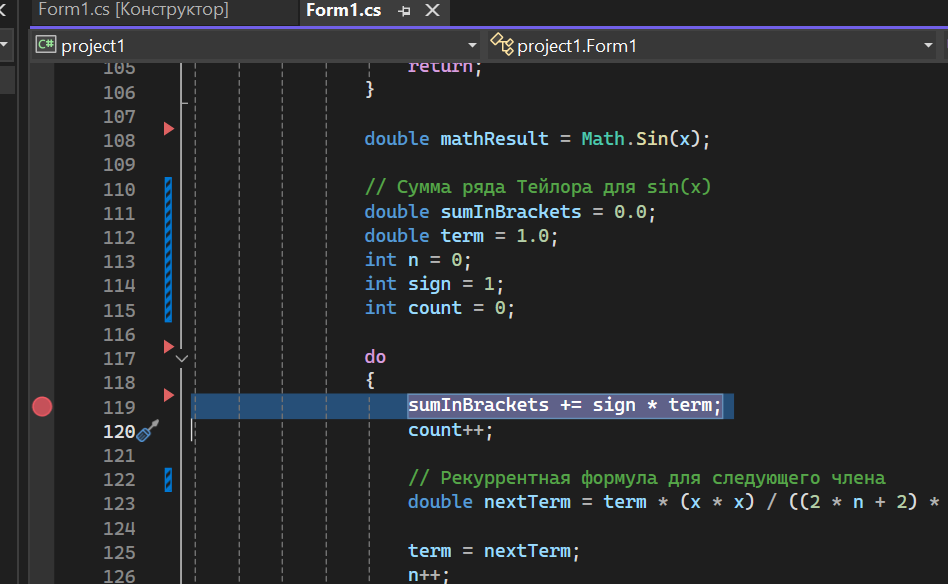 Form1.cs [Конструктор]
Form1.cs
C# project1
project1.Form1
105 return;
106 }
107
108 double mathResult = Math.Sin(x);
109
110 // Сумма ряда Тейлора для sin(x)
111 double sumInBrackets = 0.0;
112 double term = 1.0;
113 int n = 0;
114 int sign = 1;
115 int count = 0;
116
117 do
118 {
119 sumInBrackets += sign * term;
120 count++;
121
122 // Рекуррентная формула для следующего члена
123 double nextTerm = term * (x * x) / ((2 * n + 2) *
124
125 term = nextTerm;
126 n++;